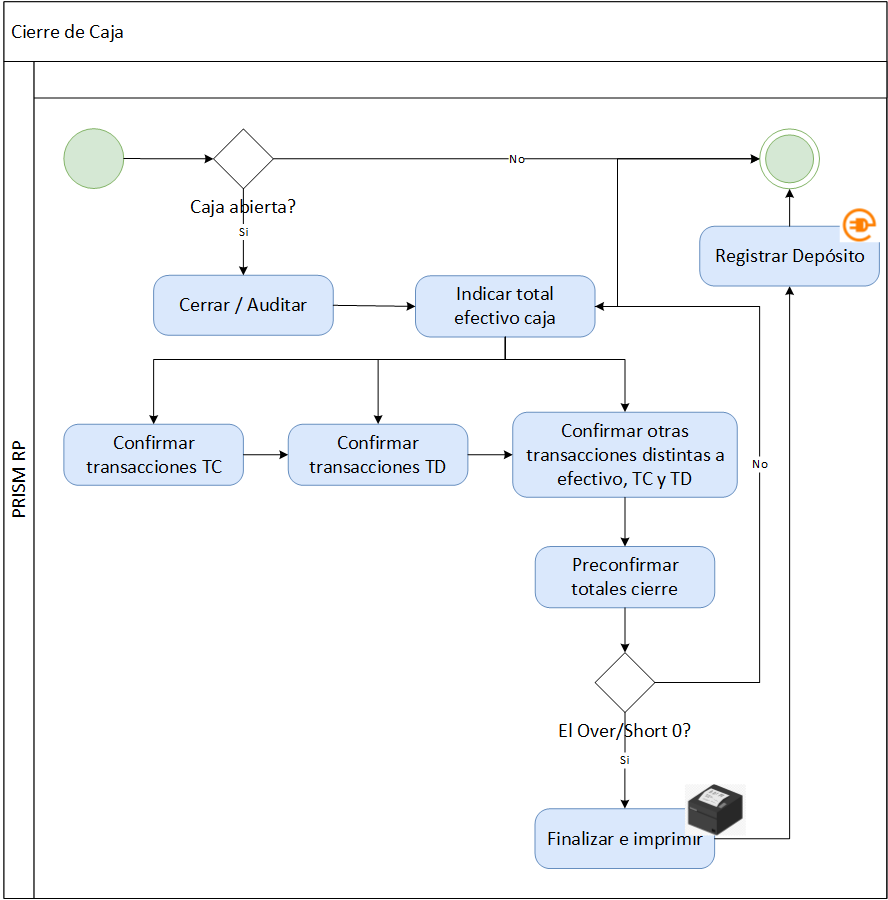 Cierre de Caja
PRISM RP
No
Caja abierta?
Si
Registrar Depósito
Cerrar / Auditar
Indicar total
efectivo caja
Confirmar
transacciones TC
Confirmar
transacciones TD
Confirmar otras
transacciones distintas a
efectivo, TC y TD
No
Preconfirmar
totales cierre
El Over/Short 0?
Si
Finalizar e imprimir